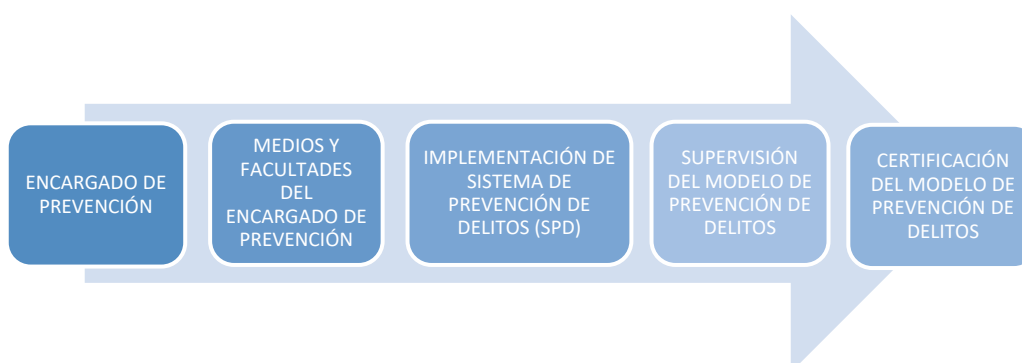 ENCARGADO DE
PREVENCIÓN
MEDIOS Y
FACULTADES
DEL
ENCARGADO DE
PREVENCIÓN
IMPLEMENTACIÓN DE
SISTEMA DE
PREVENCIÓN DE
DELITOS (SPD)
SUPERVISIÓN
DEL MODELO DE
PREVENCIÓN DE
DELITOS
CERTIFICACIÓN
DEL MODELO DE
PREVENCIÓN DE
DELITOS